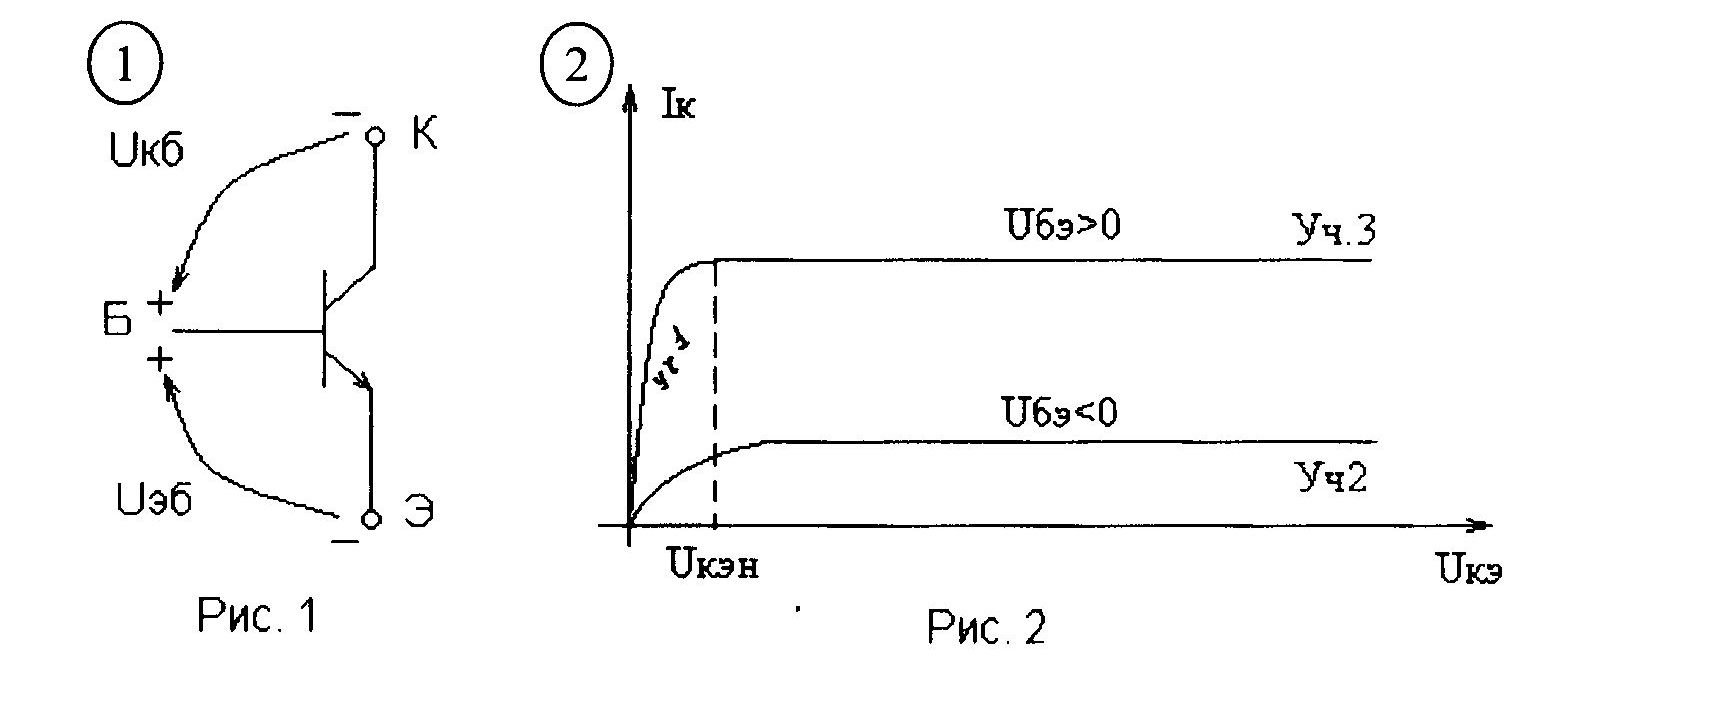 1
Uкб
−
К
Б
+
+
Uэб
−
Э
Рис. 1
2
Iк
Uбэ>0
Уч.3
уч 1
Uбэ<0
Уч2
Uкэн
Uкэ
Рис. 2